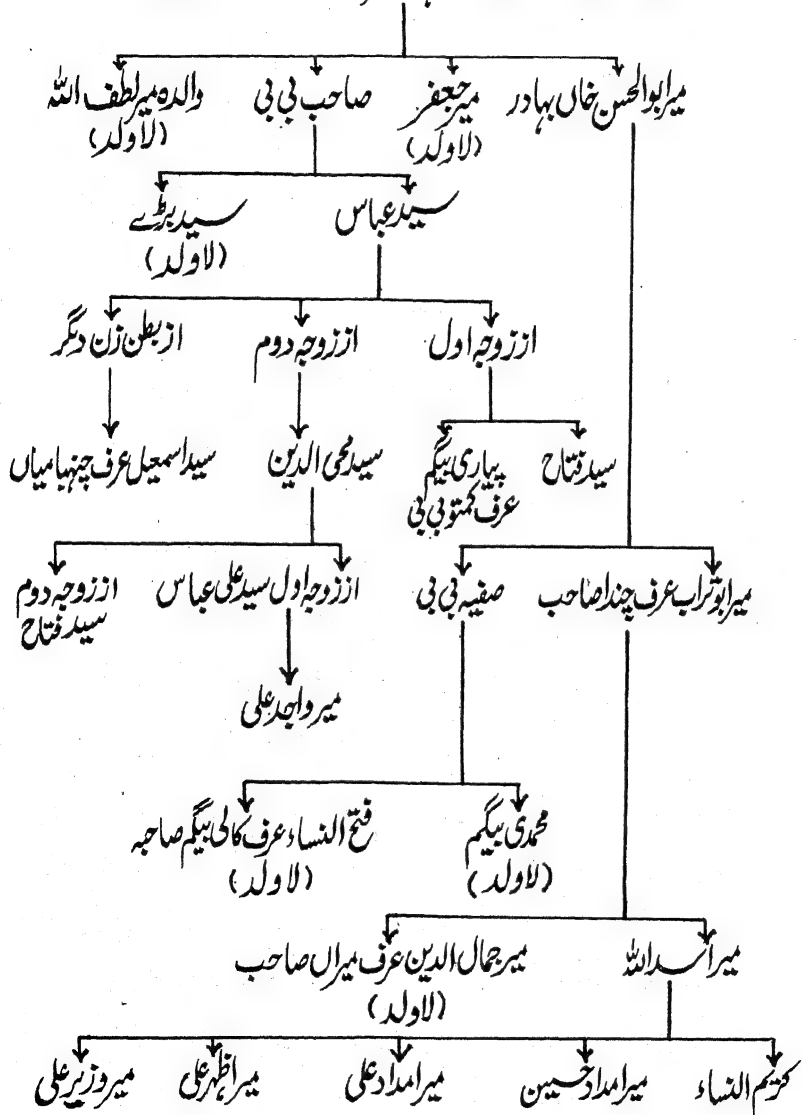 میر ابوالحسن خاں بہادر
میر جعفر
(لاولد)
صاحب بی بی
والدہ میر لطف اللہ
(لاولد)
سید عباس
سید بڑے
(لاولد)
از زوجہ اول
از زوجہ دوم
از بطن زن دیگر
سید فتاح
پیاری بیگم
عرف کمتو بی بی
سید محی الدین
سید اسمعیل عرف چنہا میاں
میر ابوتراب عرف چندا صاحب
صفیہ بی بی
از زوجہ اول سید علی عباس
از زوجہ دوم
سید فتاح
میر واجد علی
محمدی بیگم
(لاولد)
فتح النساء عرف کالی بیگم صاحبہ
(لاولد)
میر اسد اللہ
میر جمال الدین عرف میراں صاحب
(لاولد)
کریم النساء
میر امداد حسین
میر امداد علی
میر اظہر علی
میر وزیر علی